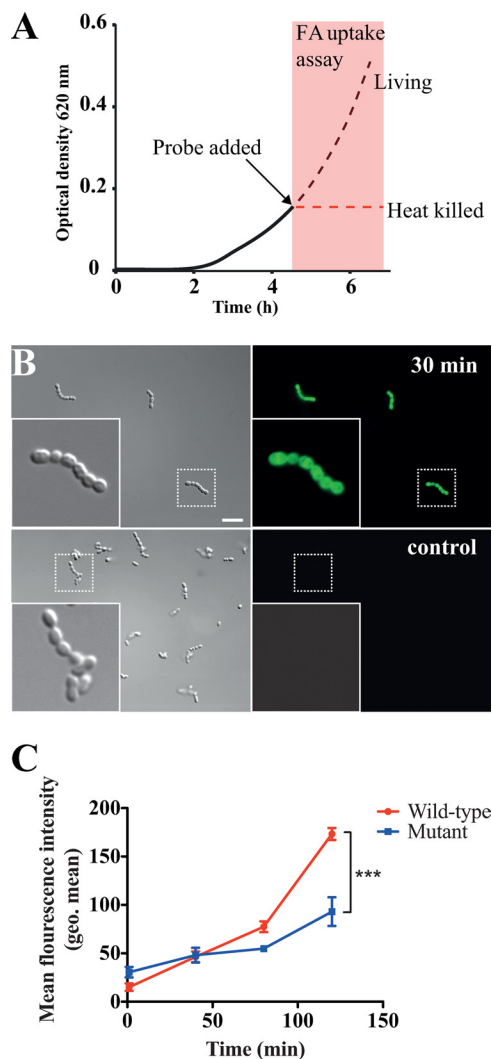 A
0.6
0.4
0.2
0
Optical density 620 nm
FA uptake
assay
Living
Probe added
Heat killed
0
2
4
6
Time (h)
B
30 min
control
C
200
150
100
50
0
Mean flourescence intensity
(geo. mean)
Wild-type
Mutant
***
0
50
100
150
Time (min)